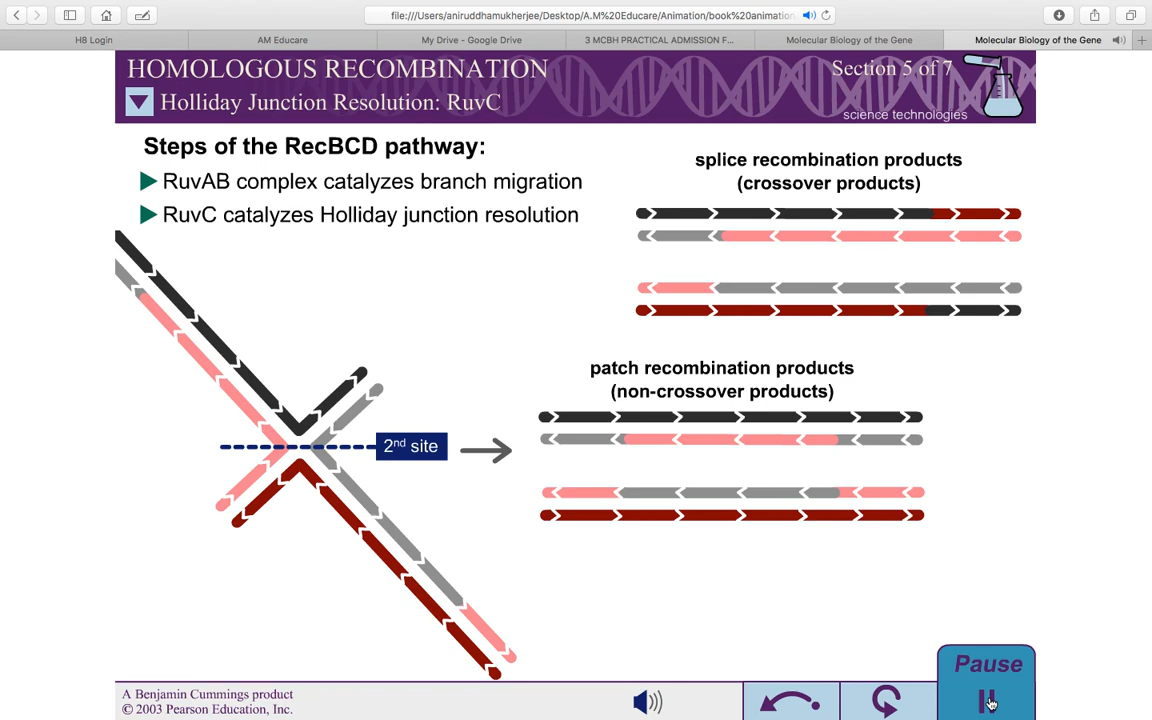 file:///Users/aniruddhamukherjee/Desktop/A.M%20Educare/Animation/book%20animation
H8 Login
AM Educare
My Drive - Google Drive
3 MCBH PRACTICAL ADMISSION F...
Molecular Biology of the Gene
Molecular Biology of the Gene
HOMOLOGOUS RECOMBINATION
Section 5 of 7
Holliday Junction Resolution: RuvC
science technologies
Steps of the RecBCD pathway:
RuvAB complex catalyzes branch migration
RuvC catalyzes Holliday junction resolution
splice recombination products
(crossover products)
patch recombination products
(non-crossover products)
2nd site
Pause
A Benjamin Cummings product
© 2003 Pearson Education, Inc.